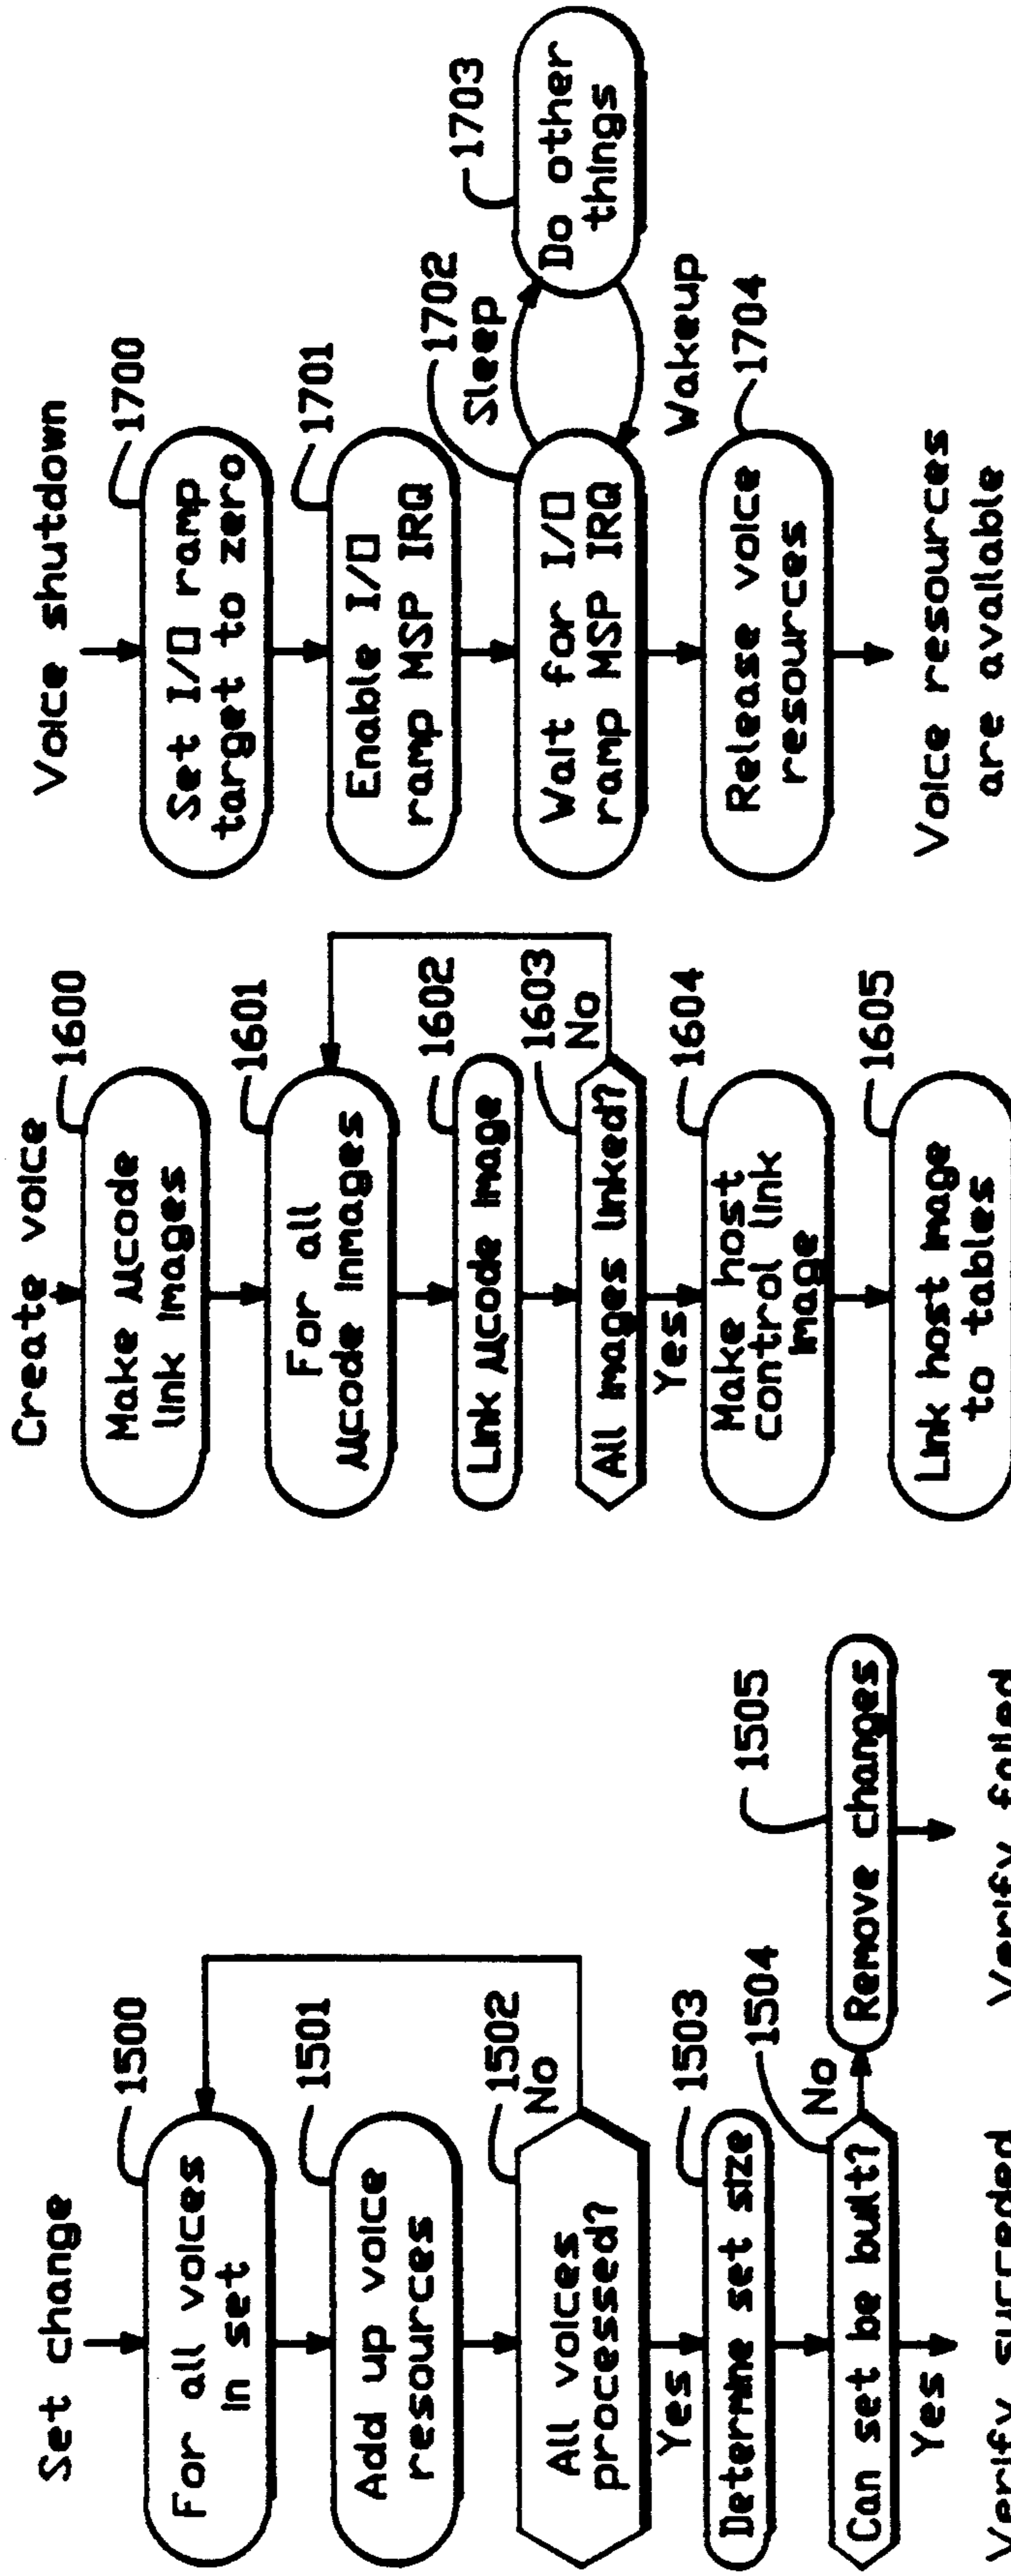 Set change
1500
For all voices
in set
1501
Add up voice
resources
1502
All voices
processed?
No
Yes
1503
Determine set size
1504
Can set be built?
No
1505
Remove changes
Yes
Verify succeded
Verify failed
Create voice
1600
Make µcode
link images
1601
For all
µcode inmages
1602
Link µcode image
1603
All images linked?
No
Yes
1604
Make host
control link
image
1605
Link host image
to tables
Voice shutdown
1700
Set I/O ramp
target to zero
1701
Enable I/O
ramp MSP IRQ
1702
Sleep
Wait for I/O
ramp MSP IRQ
1703
Do other
things
Wakeup
1704
Release voice
resources
Voice resources
are available